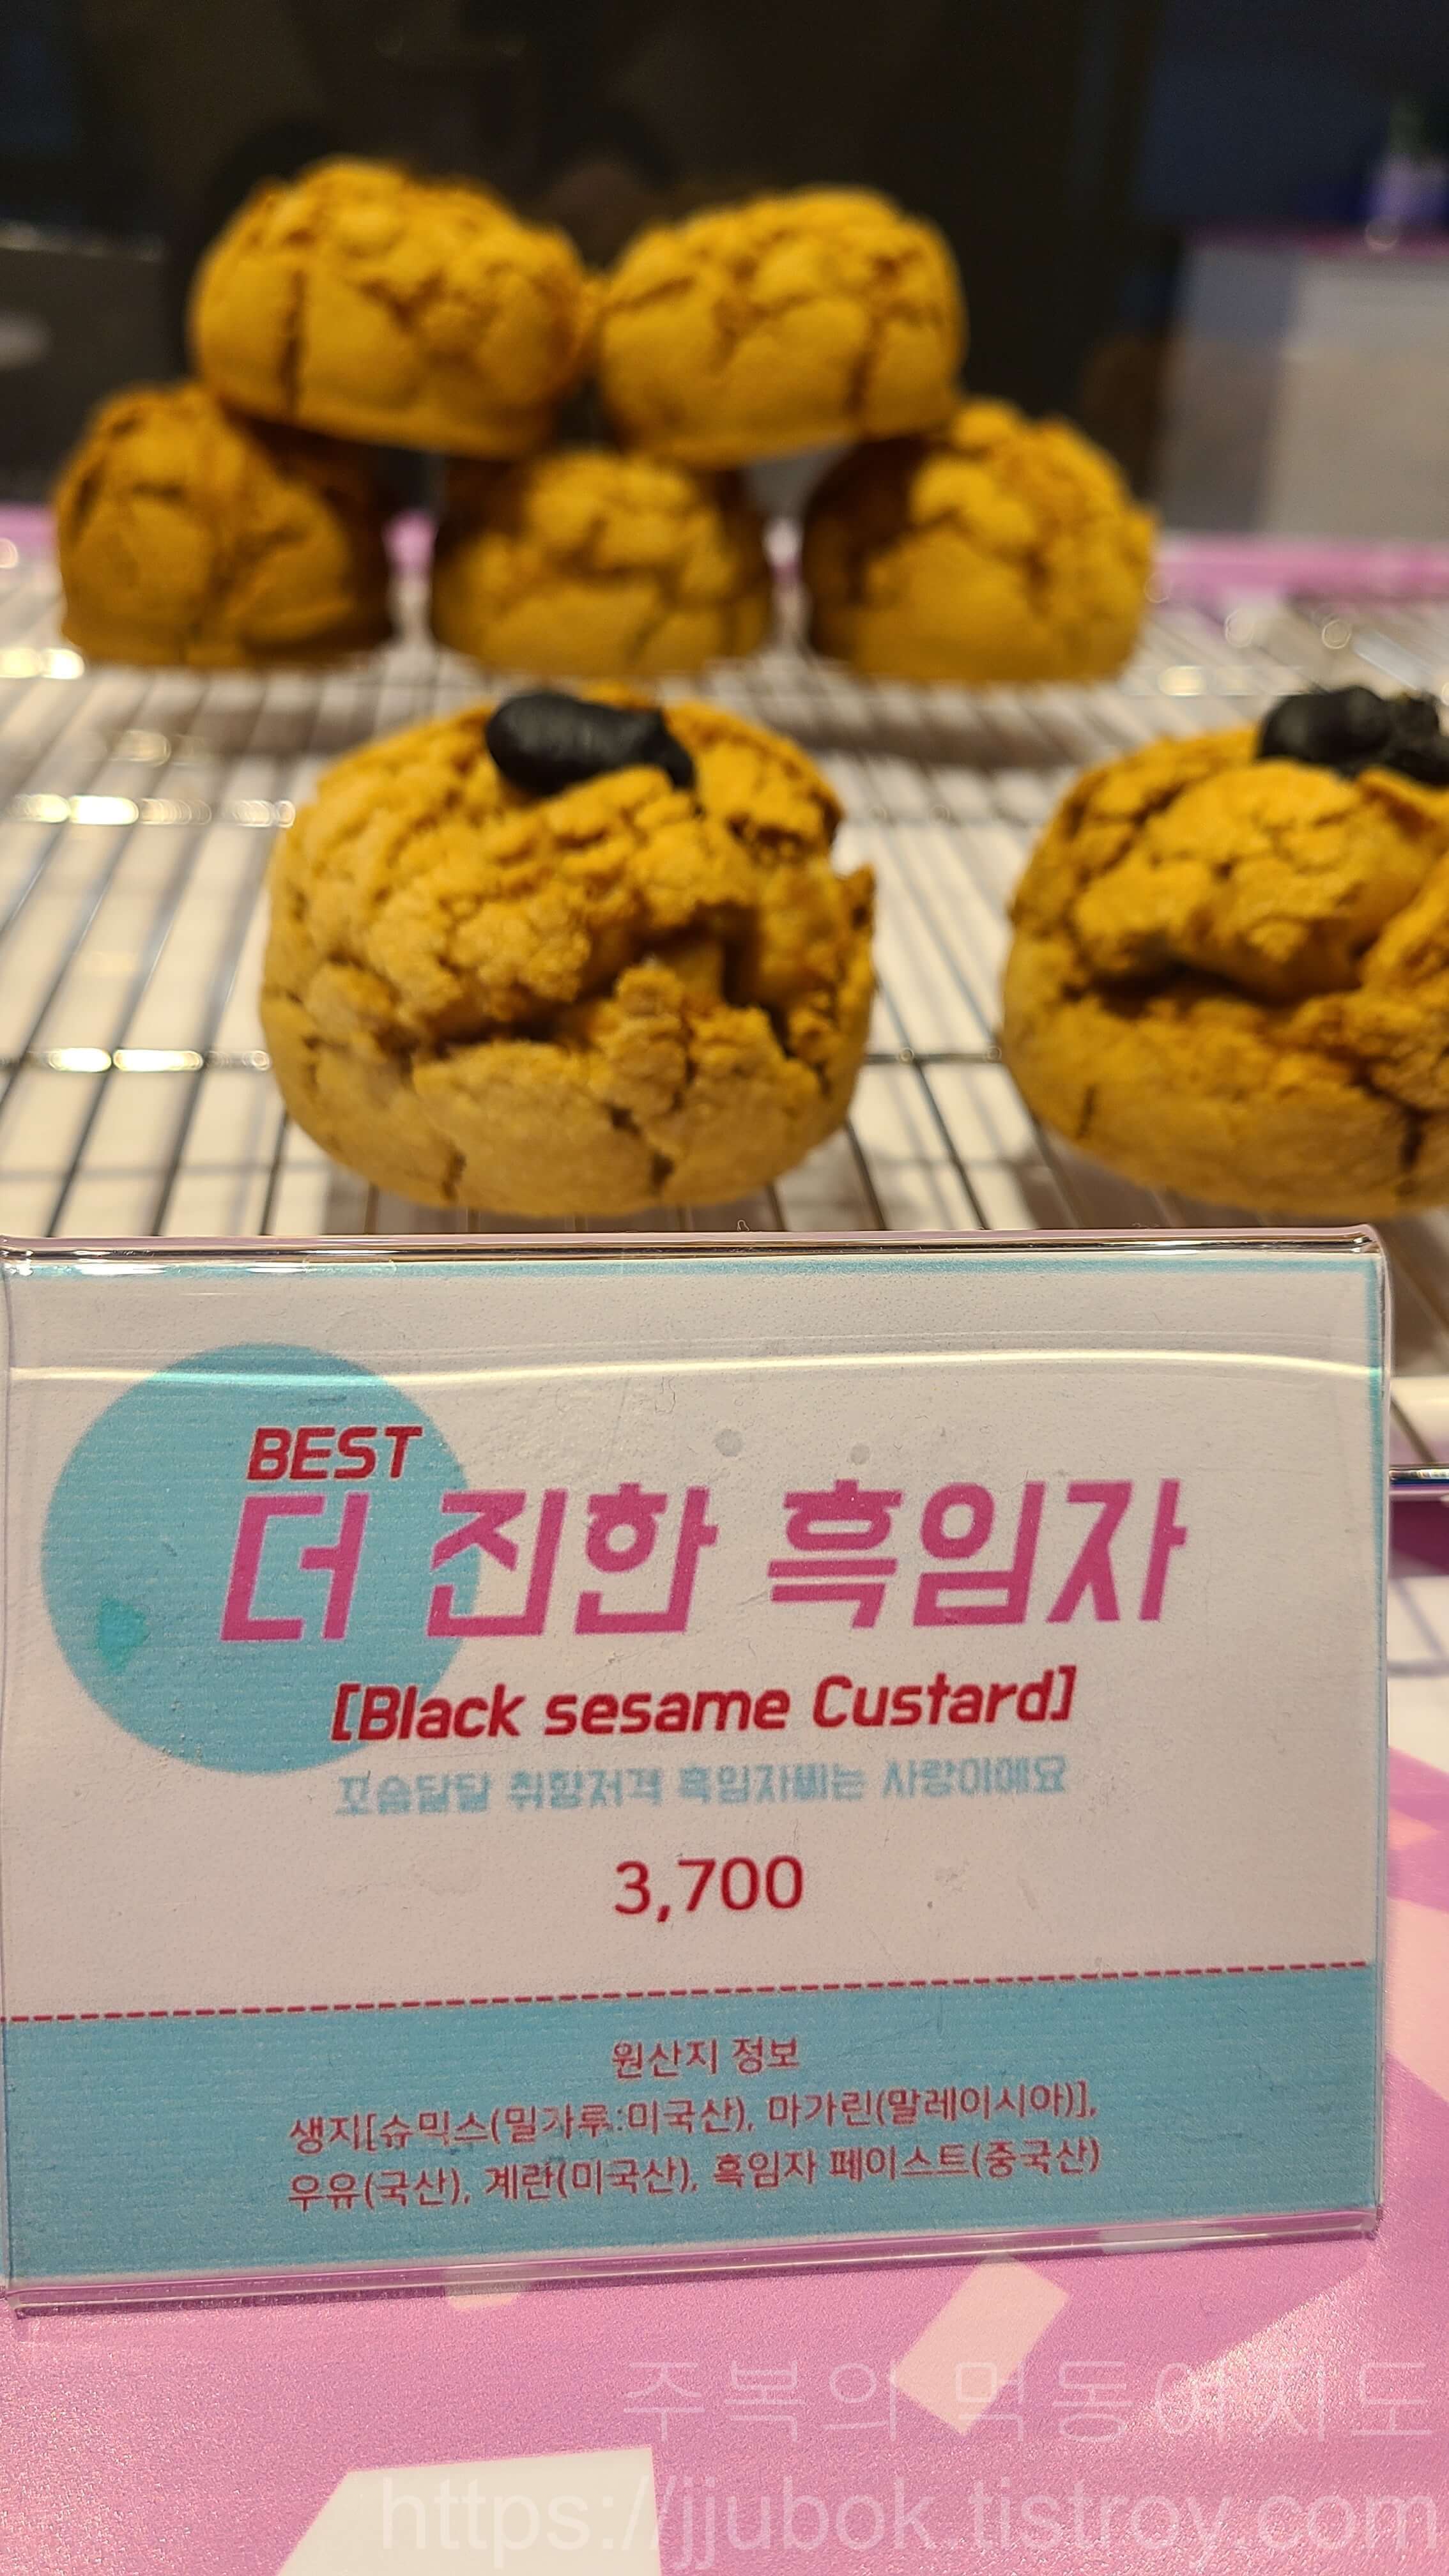 BEST
더 진한 흑임자
[Black sesame Custard]
꼬숩달달 취향저격 흑임자씨는 사랑이에요
3,700
원산지 정보
생지[슈믹스(밀가루:미국산), 마가린(말레이시아)],
우유(국산), 계란(미국산), 흑임자 페이스트(중국산)
주복의 먹동여지도
https://jjubok.tistroy.com